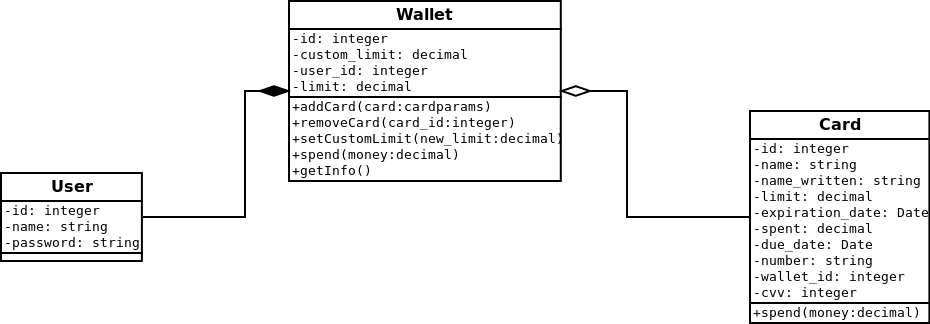 Wallet
-id: integer
-custom_limit: decimal
-user_id: integer
-limit: decimal
+addCard(card:cardparams)
+removeCard(card_id:integer)
+setCustomLimit(new_limit:decimal)
+spend(money:decimal)
+getInfo()
User
-id: integer
-name: string
-password: string
Card
-id: integer
-name: string
-name_written: string
-limit: decimal
-expiration_date: Date
-spent: decimal
-due_date: Date
-number: string
-wallet_id: integer
-cvv: integer
+spend(money:decimal)